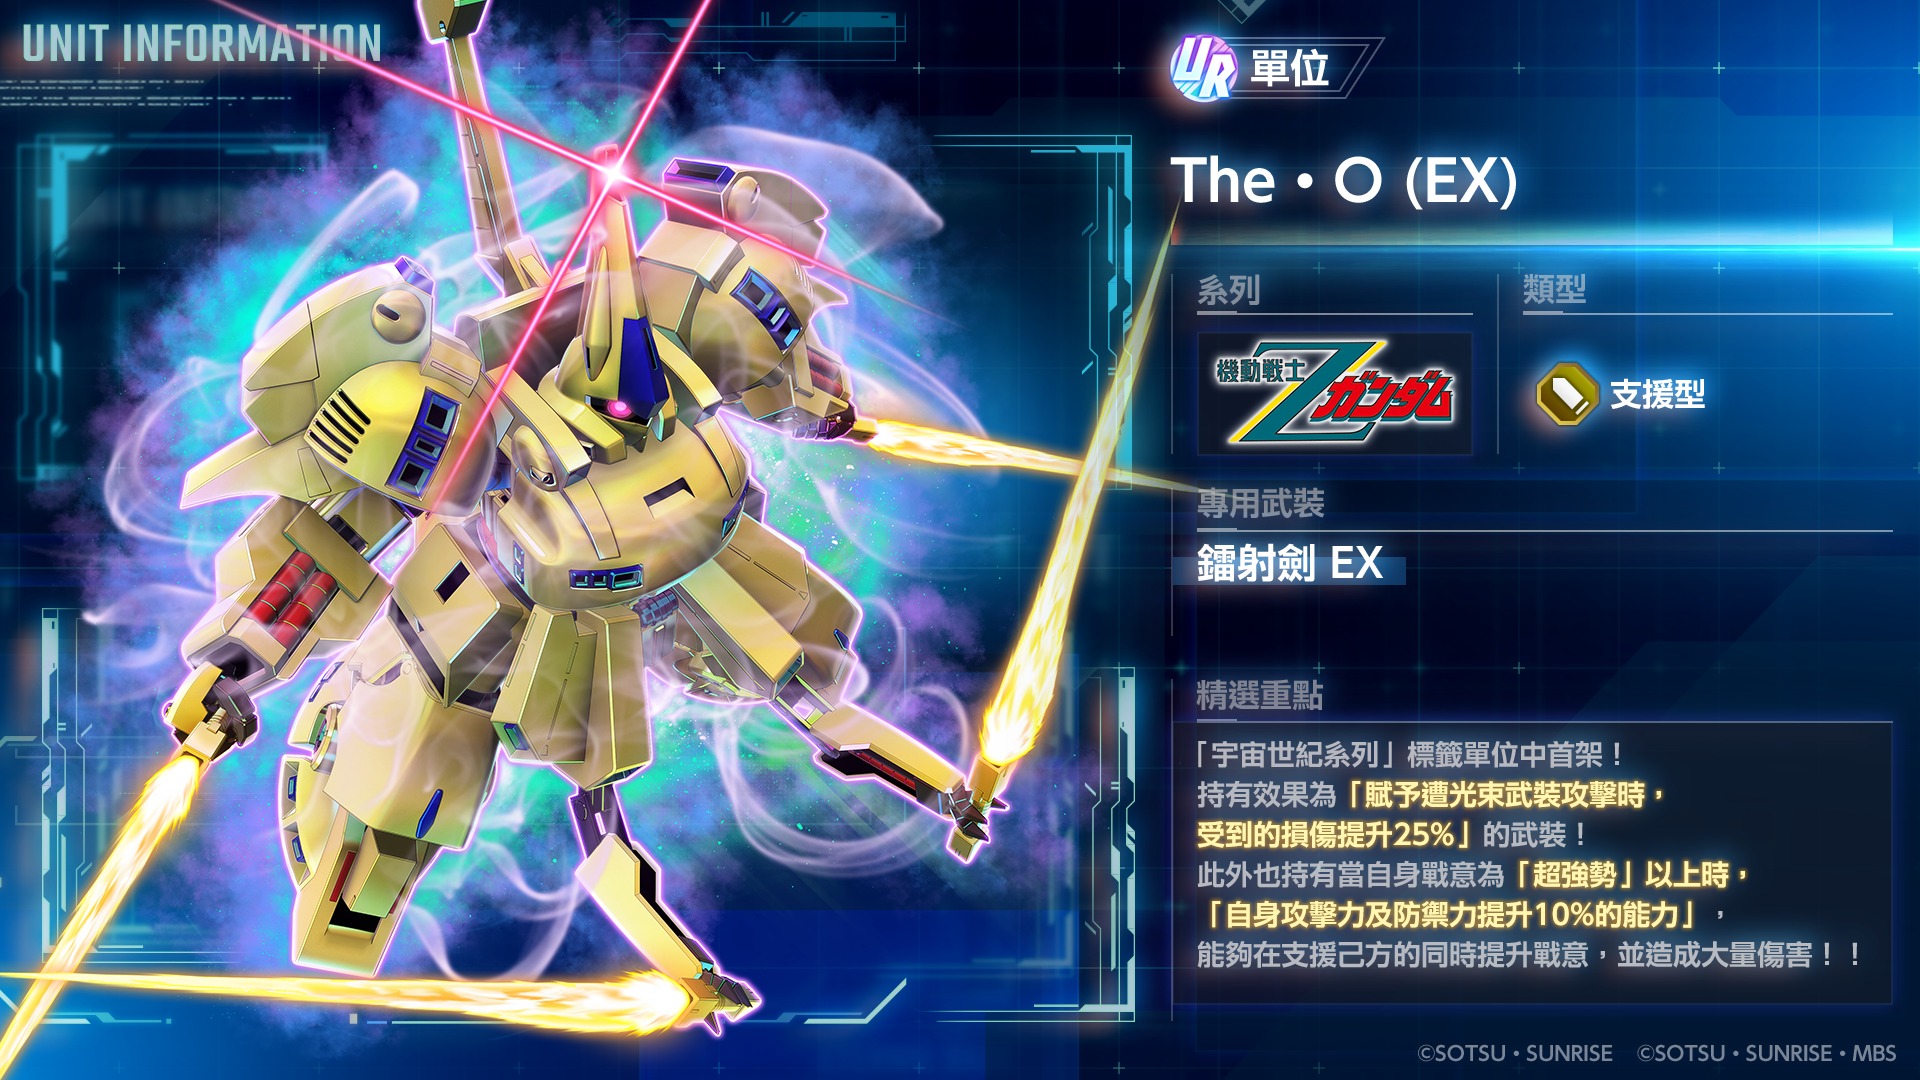 UNIT INFORMATION
UR 單位
The・O (EX)
系列
類型
機動戦士Zガンダム
支援型
專用武裝
鐳射劍 EX
精選重點
「宇宙世紀系列」標籤單位中首架！
持有效果為「賦予遭光束武裝攻擊時，
受到的損傷提升25%」的武裝！
此外也持有當自身戰意為「超強勢」以上時，
「自身攻擊力及防禦力提升10%的能力」，
能夠在支援己方的同時提升戰意，並造成大量傷害！！
©SOTSU・SUNRISE ©SOTSU・SUNRISE・MBS